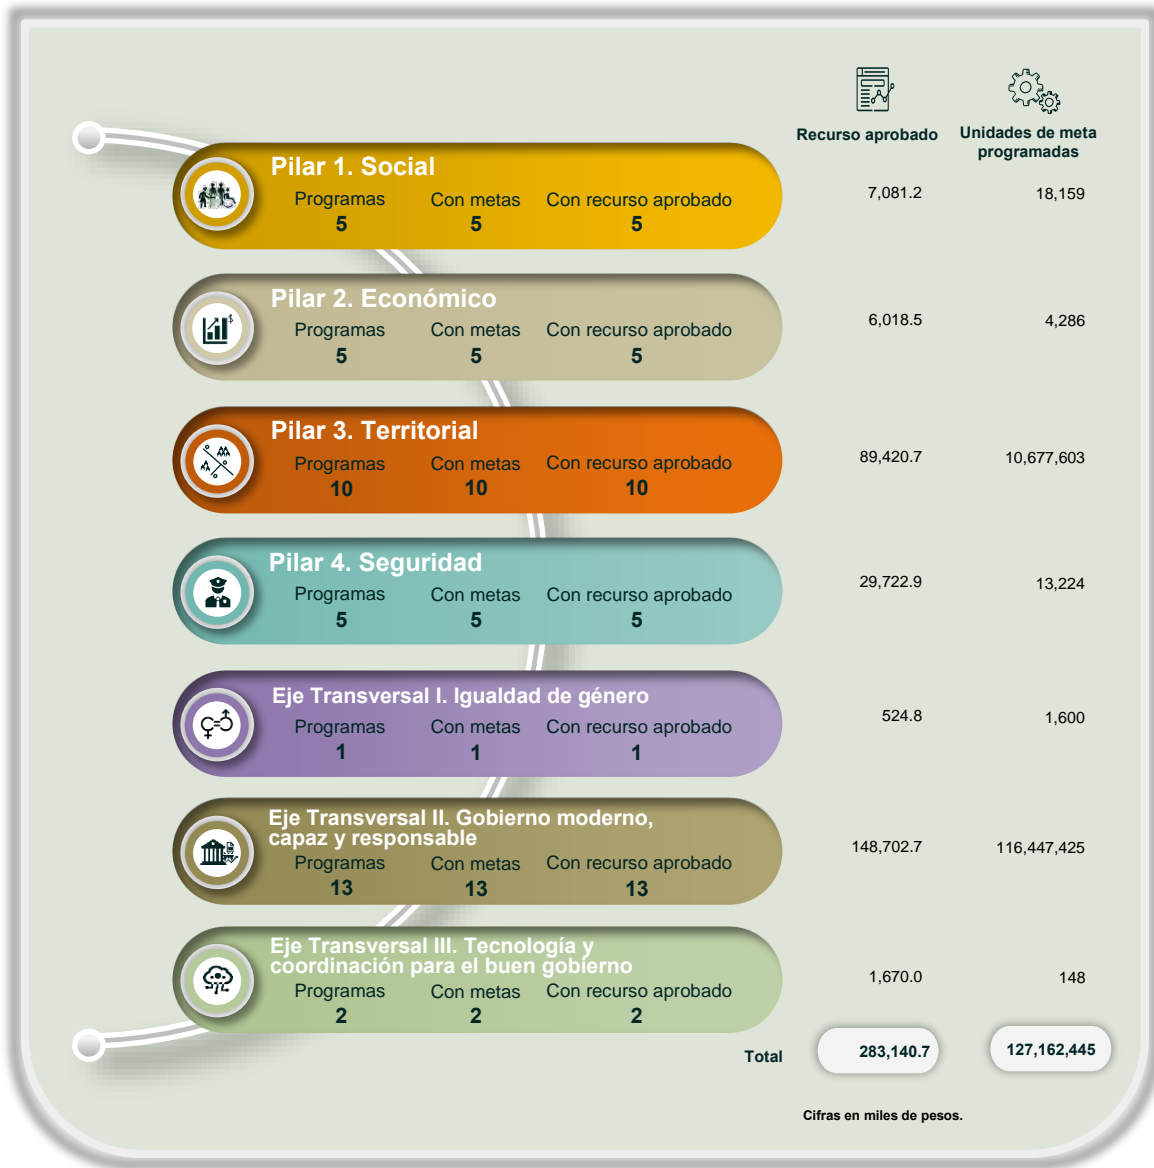 Recurso aprobado
Unidades de meta
programadas
Pilar 1. Social
Programas Con metas Con recurso aprobado
5 5 5
7,081.2 18,159
Pilar 2. Económico
Programas Con metas Con recurso aprobado
5 5 5
6,018.5 4,286
Pilar 3. Territorial
Programas Con metas Con recurso aprobado
10 10 10
89,420.7 10,677,603
Pilar 4. Seguridad
Programas Con metas Con recurso aprobado
5 5 5
29,722.9 13,224
Eje Transversal I. Igualdad de género
Programas Con metas Con recurso aprobado
1 1 1
524.8 1,600
Eje Transversal II. Gobierno moderno,
capaz y responsable
Programas Con metas Con recurso aprobado
13 13 13
148,702.7 116,447,425
Eje Transversal III. Tecnología y
coordinación para el buen gobierno
Programas Con metas Con recurso aprobado
2 2 2
1,670.0 148
Total 283,140.7 127,162,445
Cifras en miles de pesos.